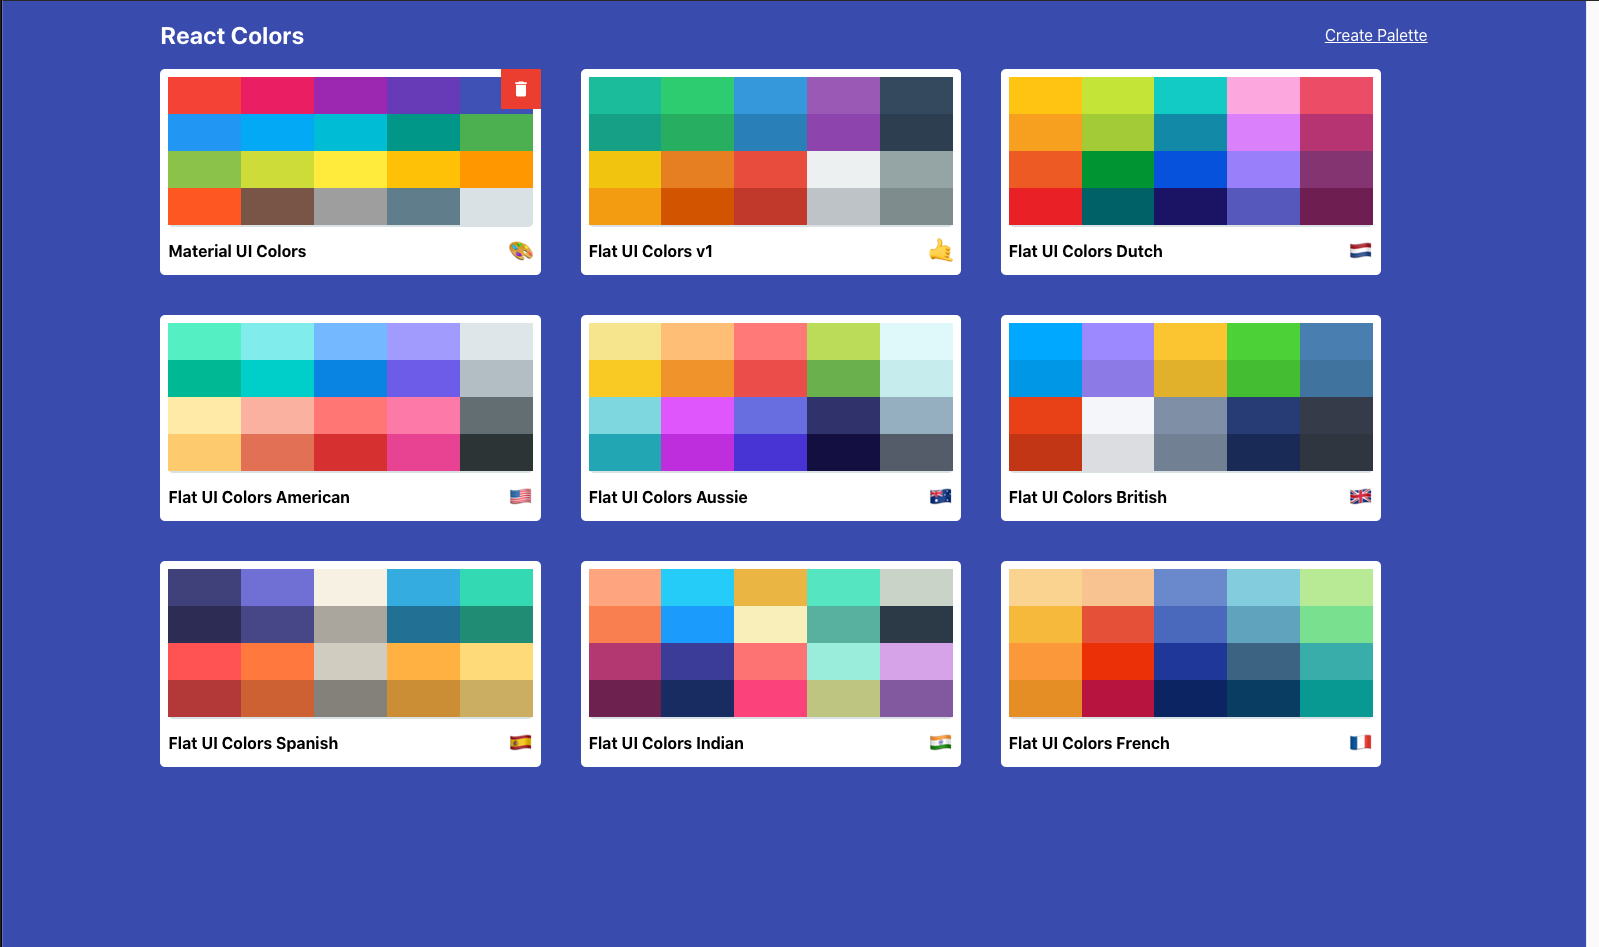 React Colors
Create Palette
Material UI Colors
Flat UI Colors v1
Flat UI Colors Dutch
Flat UI Colors American
Flat UI Colors Aussie
Flat UI Colors British
Flat UI Colors Spanish
Flat UI Colors Indian
Flat UI Colors French